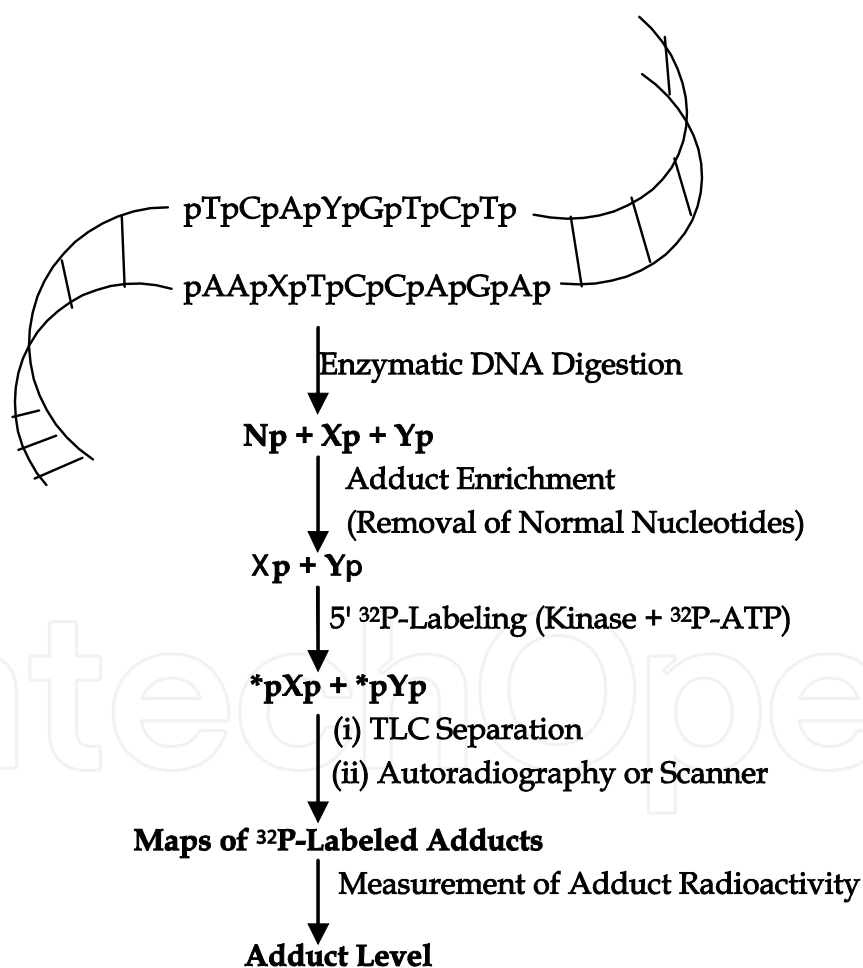 pTpCpApYpGpTpCpTp
pAApXpTpCpCpApGpAp
Enzymatic DNA Digestion
Np + Xp + Yp
Adduct Enrichment
(Removal of Normal Nucleotides)
Xp + Yp
5' ³²P-Labeling (Kinase + ³²P-ATP)
*pXp + *pYp
(i) TLC Separation
(ii) Autoradiography or Scanner
Maps of ³²P-Labeled Adducts
Measurement of Adduct Radioactivity
Adduct Level
ntechOpe